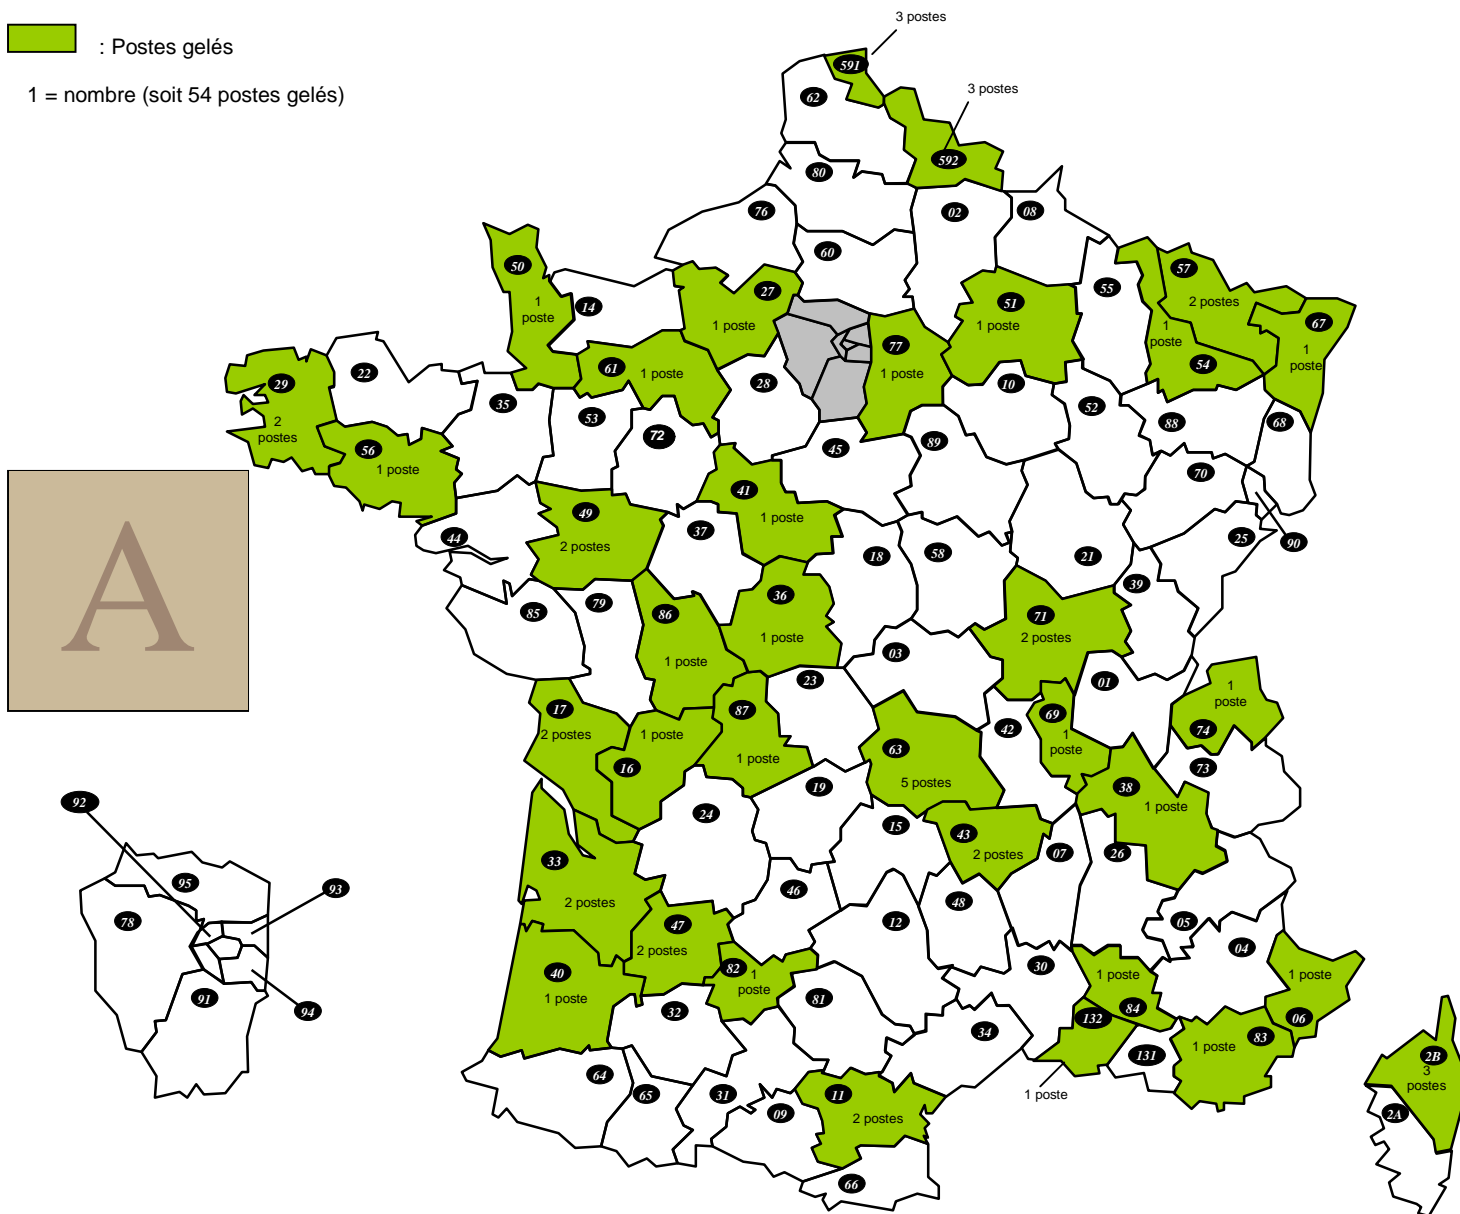 3 postes
: Postes gelés
591
1 = nombre (soit 54 postes gelés)
62
3 postes
592
80
76
02
08
60
50
27
14
1
poste
1 poste
51
1 poste
55
57
2 postes
67
1
poste
1
poste
54
77
1 poste
61
1 poste
22
29
2
postes
35
53
28
10
52
88
68
72
56
1 poste
45
89
70
41
1 poste
49
2 postes
44
37
18
58
21
25
90
39
36
1 poste
85
79
86
1 poste
71
2 postes
A
03
23
01
17
2 postes
1 poste
16
87
1 poste
42
69
1
poste
1
poste
74
63
5 postes
73
38
1 poste
19
92
24
15
43
2 postes
07
26
33
2 postes
95
93
78
46
48
12
47
2 postes
05
04
40
1 poste
82
1
poste
30
1 poste
84
1 poste
06
91
94
81
32
34
132
83
1 poste
131
2B
3
postes
1 poste
64
65
31
09
11
2 postes
2A
66